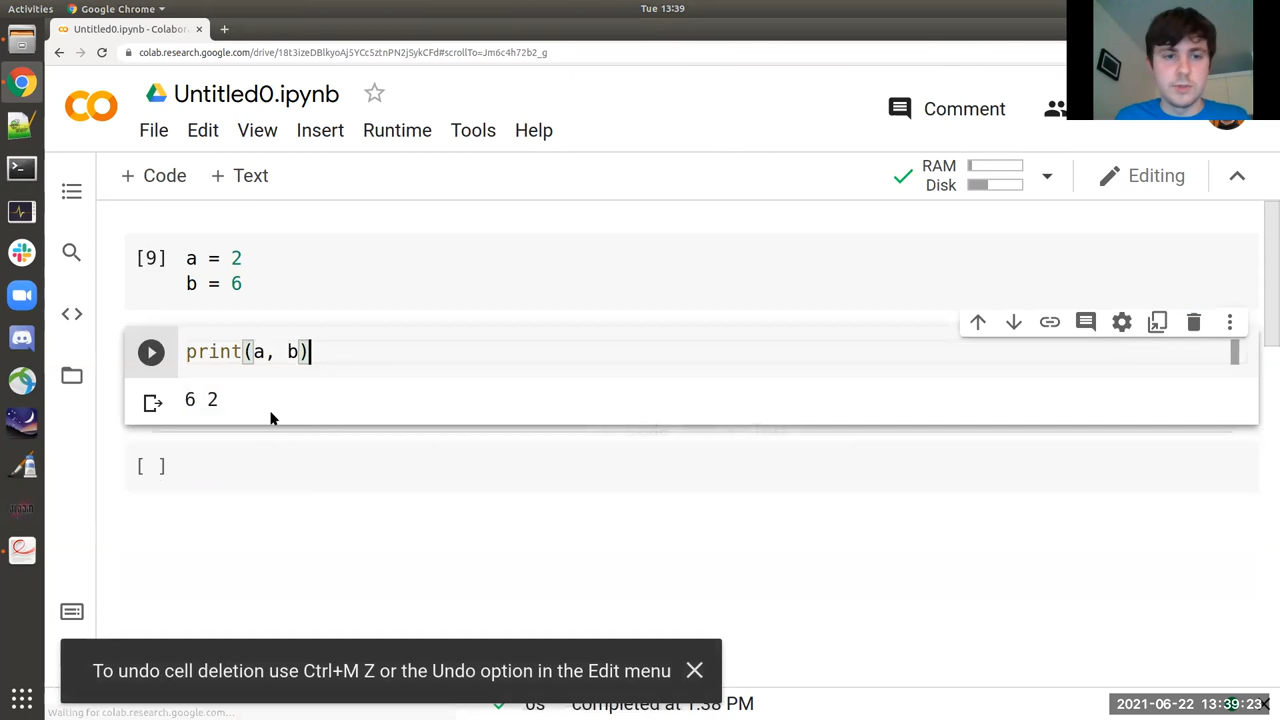 Activities
Google Chrome
Tue 13:39
Untitled0.ipynb - Colabor
colab.research.google.com/drive/18t3izeDBlkyoAj5YCc5ztnPN2jSykCFd#scrollTo=Jm6c4h72b2_g
Untitled0.ipynb
Comment
File Edit View Insert Runtime Tools Help
+ Code + Text
RAM
Disk
Editing
[9] a = 2
b = 6
print(a, b)
6 2
[ ]
To undo cell deletion use Ctrl+M Z or the Undo option in the Edit menu
0s completed at 1:38 PM
Waiting for colab.research.google.com...
2021-06-22 13:39:23